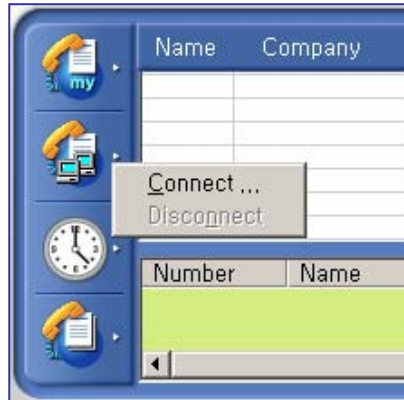 Name Company
my
Connect ...
Disconnect
Number Name